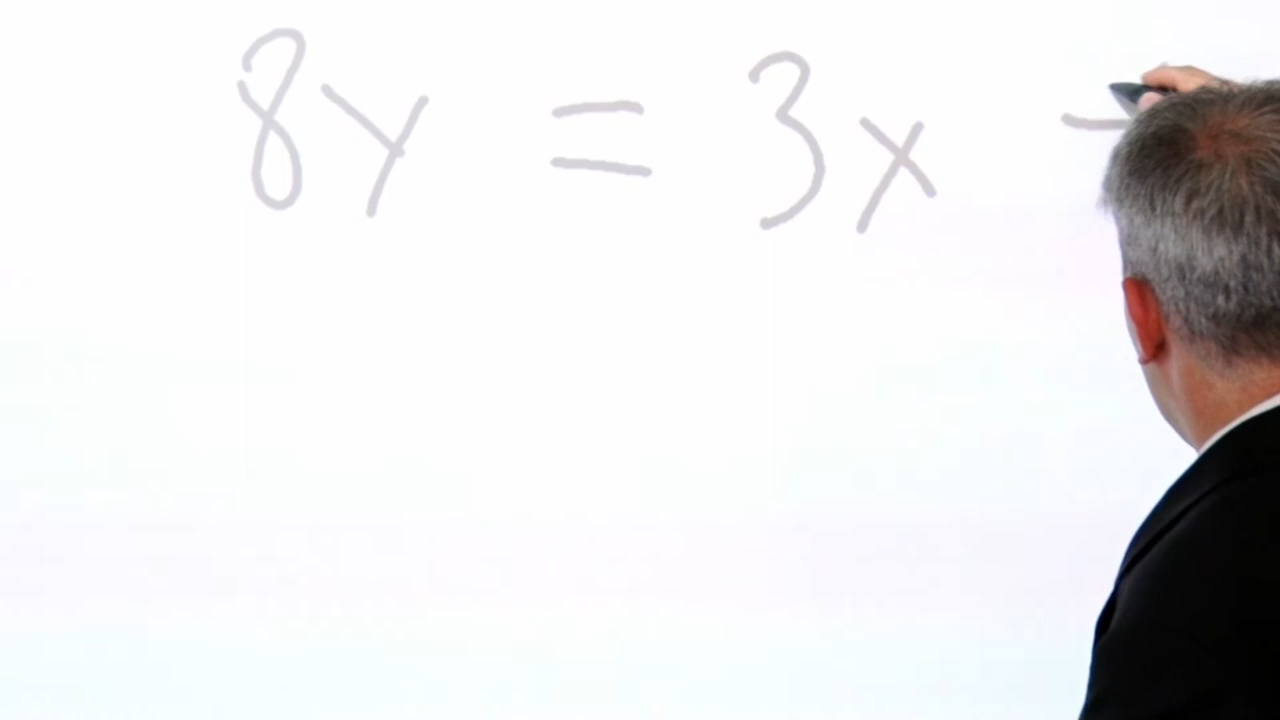 8y = 3x -